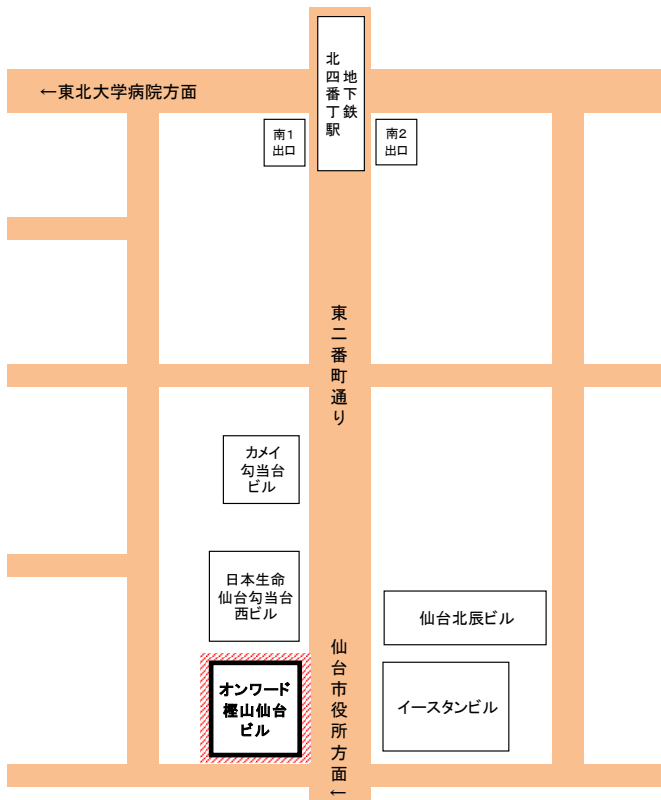 地下鉄
北四番丁駅
←東北大学病院方面
南1
出口
南2
出口
東二番町通り
カメイ
勾当台
ビル
日本生命
仙台勾当台
西ビル
仙台北辰ビル
オンワード
樫山仙台
ビル
イースタンビル
仙台市役所方面←